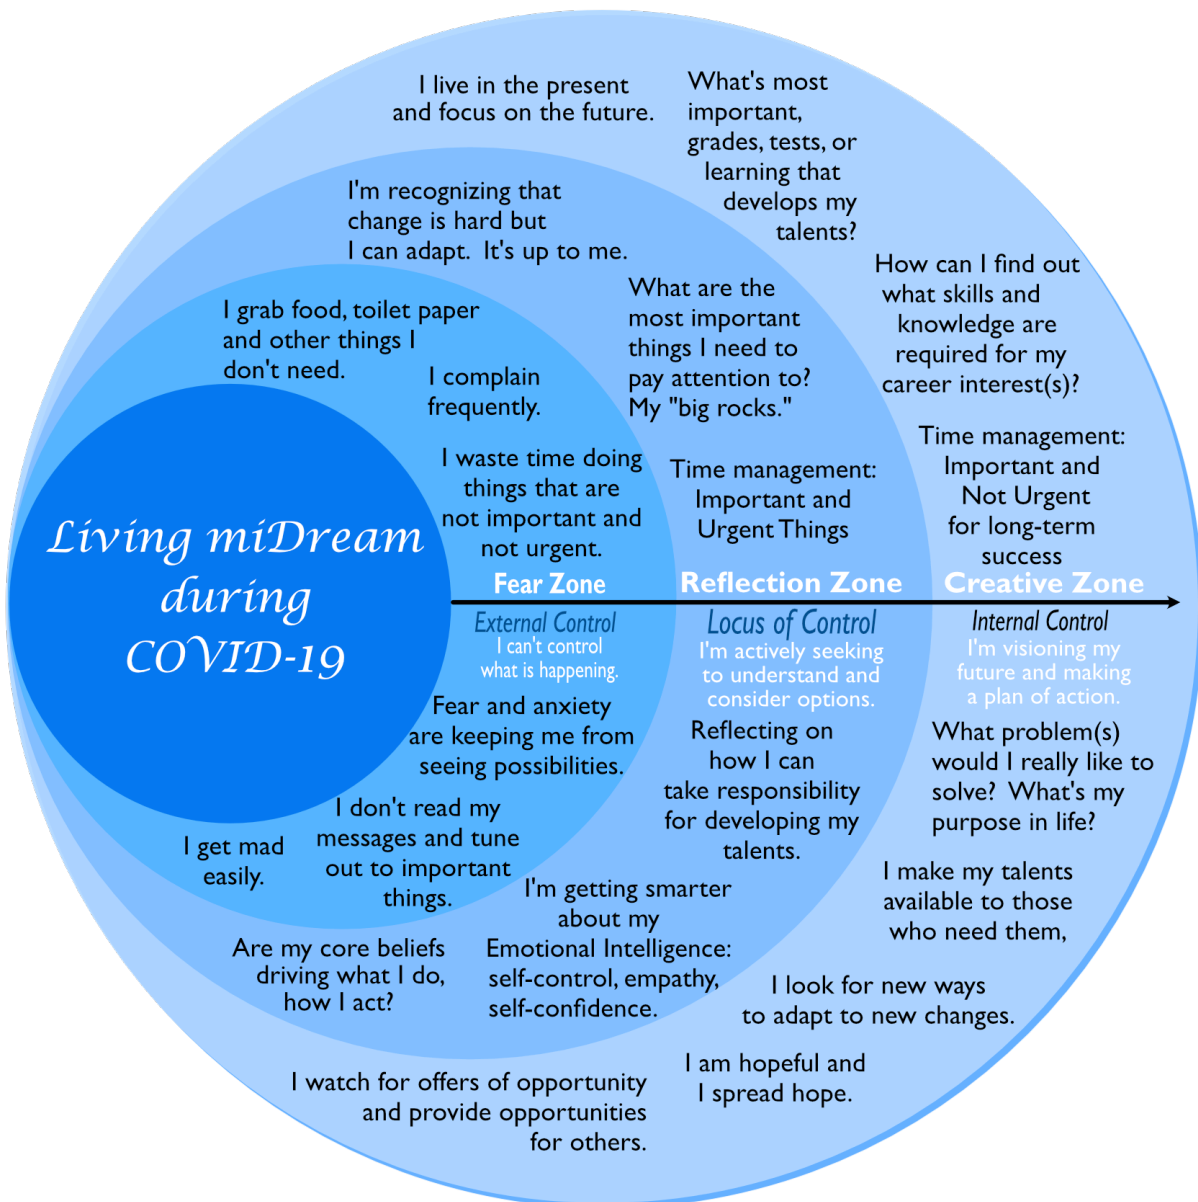 I live in the present
and focus on the future.
What's most
important,
grades, tests, or
learning that
develops my
talents?
I'm recognizing that
change is hard but
I can adapt.  It's up to me.
How can I find out
what skills and
knowledge are
required for my
career interest(s)?
What are the
most important
things I need to
pay attention to?
My "big rocks."
I grab food, toilet paper
and other things I
don't need.
I complain
frequently.
I waste time doing
things that are
not important and
not urgent.
Time management:
Important and
Urgent Things
Time management:
Important and
Not Urgent
for long-term
success
Living miDream
during
COVID-19
Fear Zone
Reflection Zone
Creative Zone
External Control
I can't control
what is happening.
Locus of Control
I'm actively seeking
to understand and
consider options.
Internal Control
I'm visioning my
future and making
a plan of action.
Fear and anxiety
are keeping me from
seeing possibilities.
Reflecting on
how I can
take responsibility
for developing my
talents.
What problem(s)
would I really like to
solve?  What's my
purpose in life?
I get mad
easily.
I don't read my
messages and tune
out to important
things.
I'm getting smarter
about my
Emotional Intelligence:
self-control, empathy,
self-confidence.
I make my talents
available to those
who need them,
Are my core beliefs
driving what I do,
how I act?
I look for new ways
to adapt to new changes.
I am hopeful and
I spread hope.
I watch for offers of opportunity
and provide opportunities
for others.